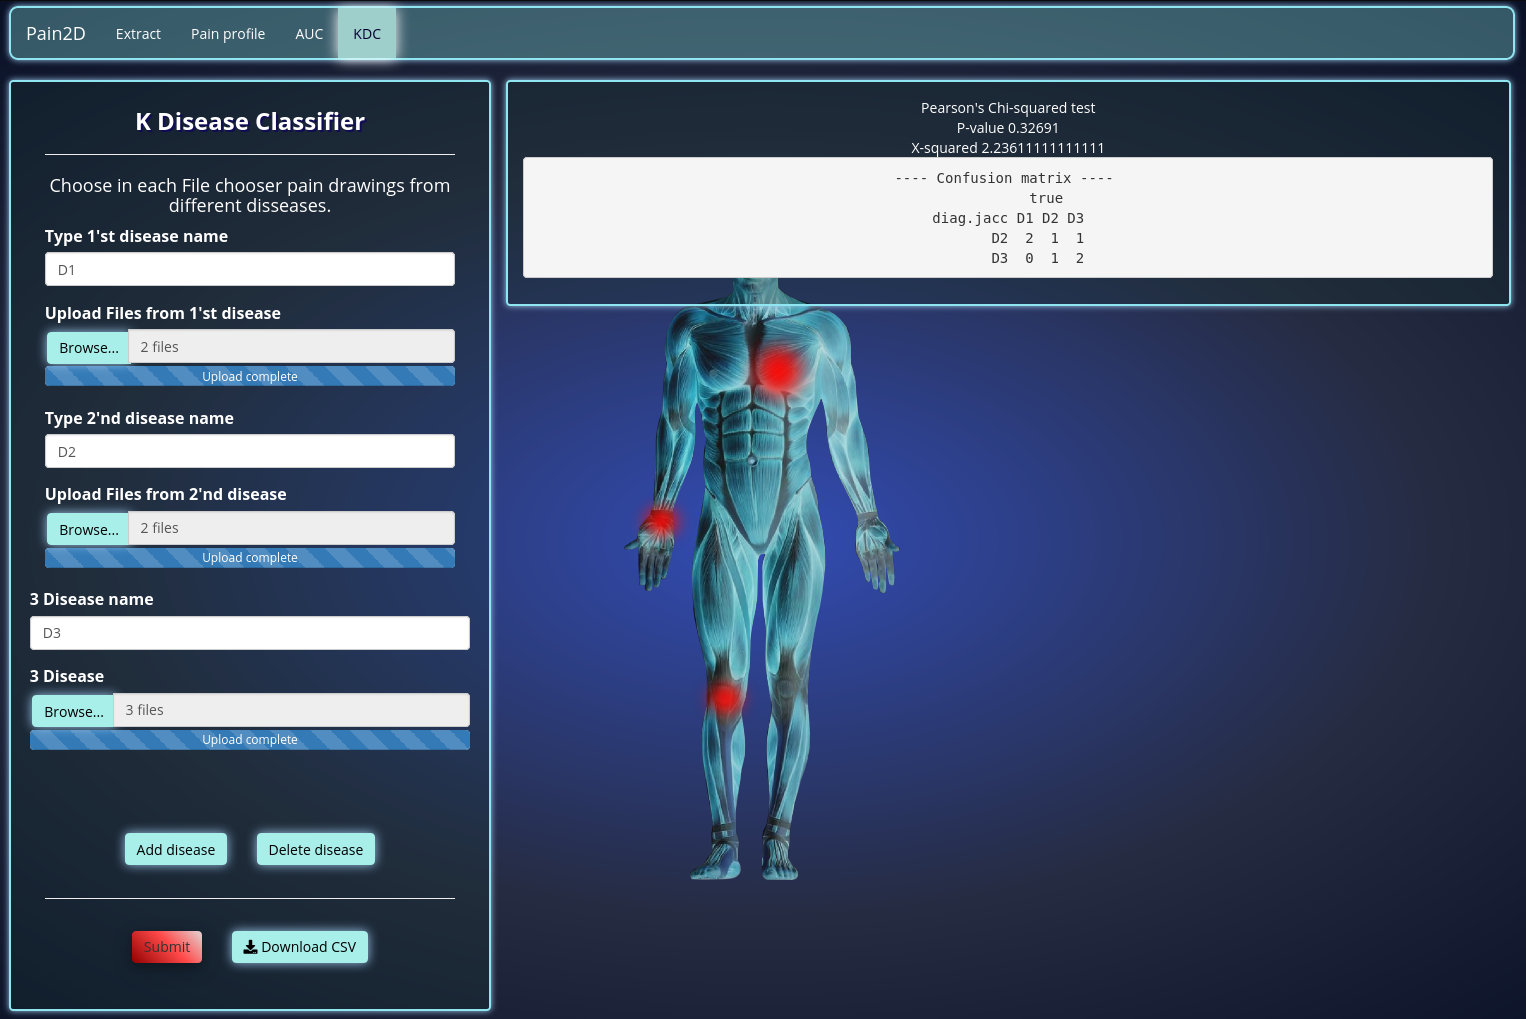 Pain2D Extract Pain profile AUC KDC
K Disease Classifier
Choose in each File chooser pain drawings from
different disseases.
Type 1'st disease name
D1
Upload Files from 1'st disease
Browse... 2 files
Upload complete
Type 2'nd disease name
D2
Upload Files from 2'nd disease
Browse... 2 files
Upload complete
3 Disease name
D3
3 Disease
Browse... 3 files
Upload complete
Add disease Delete disease
Submit Download CSV
Pearson's Chi-squared test
P-value 0.32691
X-squared 2.23611111111111
---- Confusion matrix ----
true
diag.jacc D1 D2 D3
D2 2 1 1
D3 0 1 2